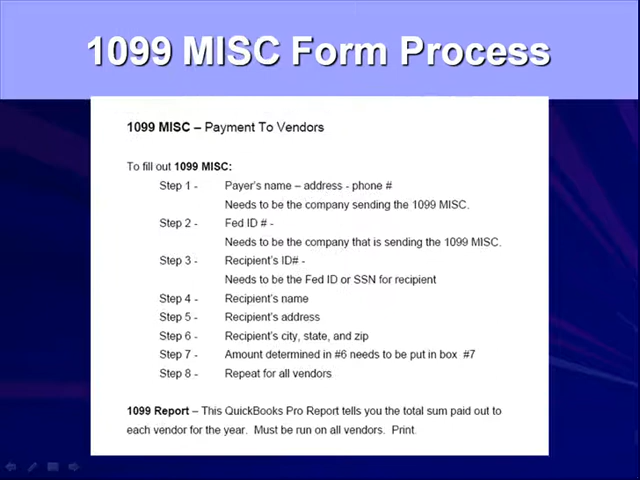 1099 MISC Form Process
1099 MISC – Payment To Vendors
To fill out 1099 MISC:
Step 1 - Payer's name – address - phone #
Needs to be the company sending the 1099 MISC.
Step 2 - Fed ID # -
Needs to be the company that is sending the 1099 MISC.
Step 3 - Recipient's ID# -
Needs to be the Fed ID or SSN for recipient
Step 4 - Recipient's name
Step 5 - Recipient's address
Step 6 - Recipient's city, state, and zip
Step 7 - Amount determined in #6 needs to be put in box #7
Step 8 - Repeat for all vendors
1099 Report – This QuickBooks Pro Report tells you the total sum paid out to
each vendor for the year. Must be run on all vendors. Print.